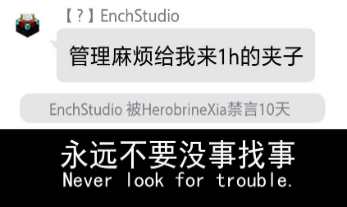 【?】EnchStudio
管理麻烦给我来1h的夹子
EnchStudio 被HerobrineXia禁言10天
永远不要没事找事
Never look for trouble.